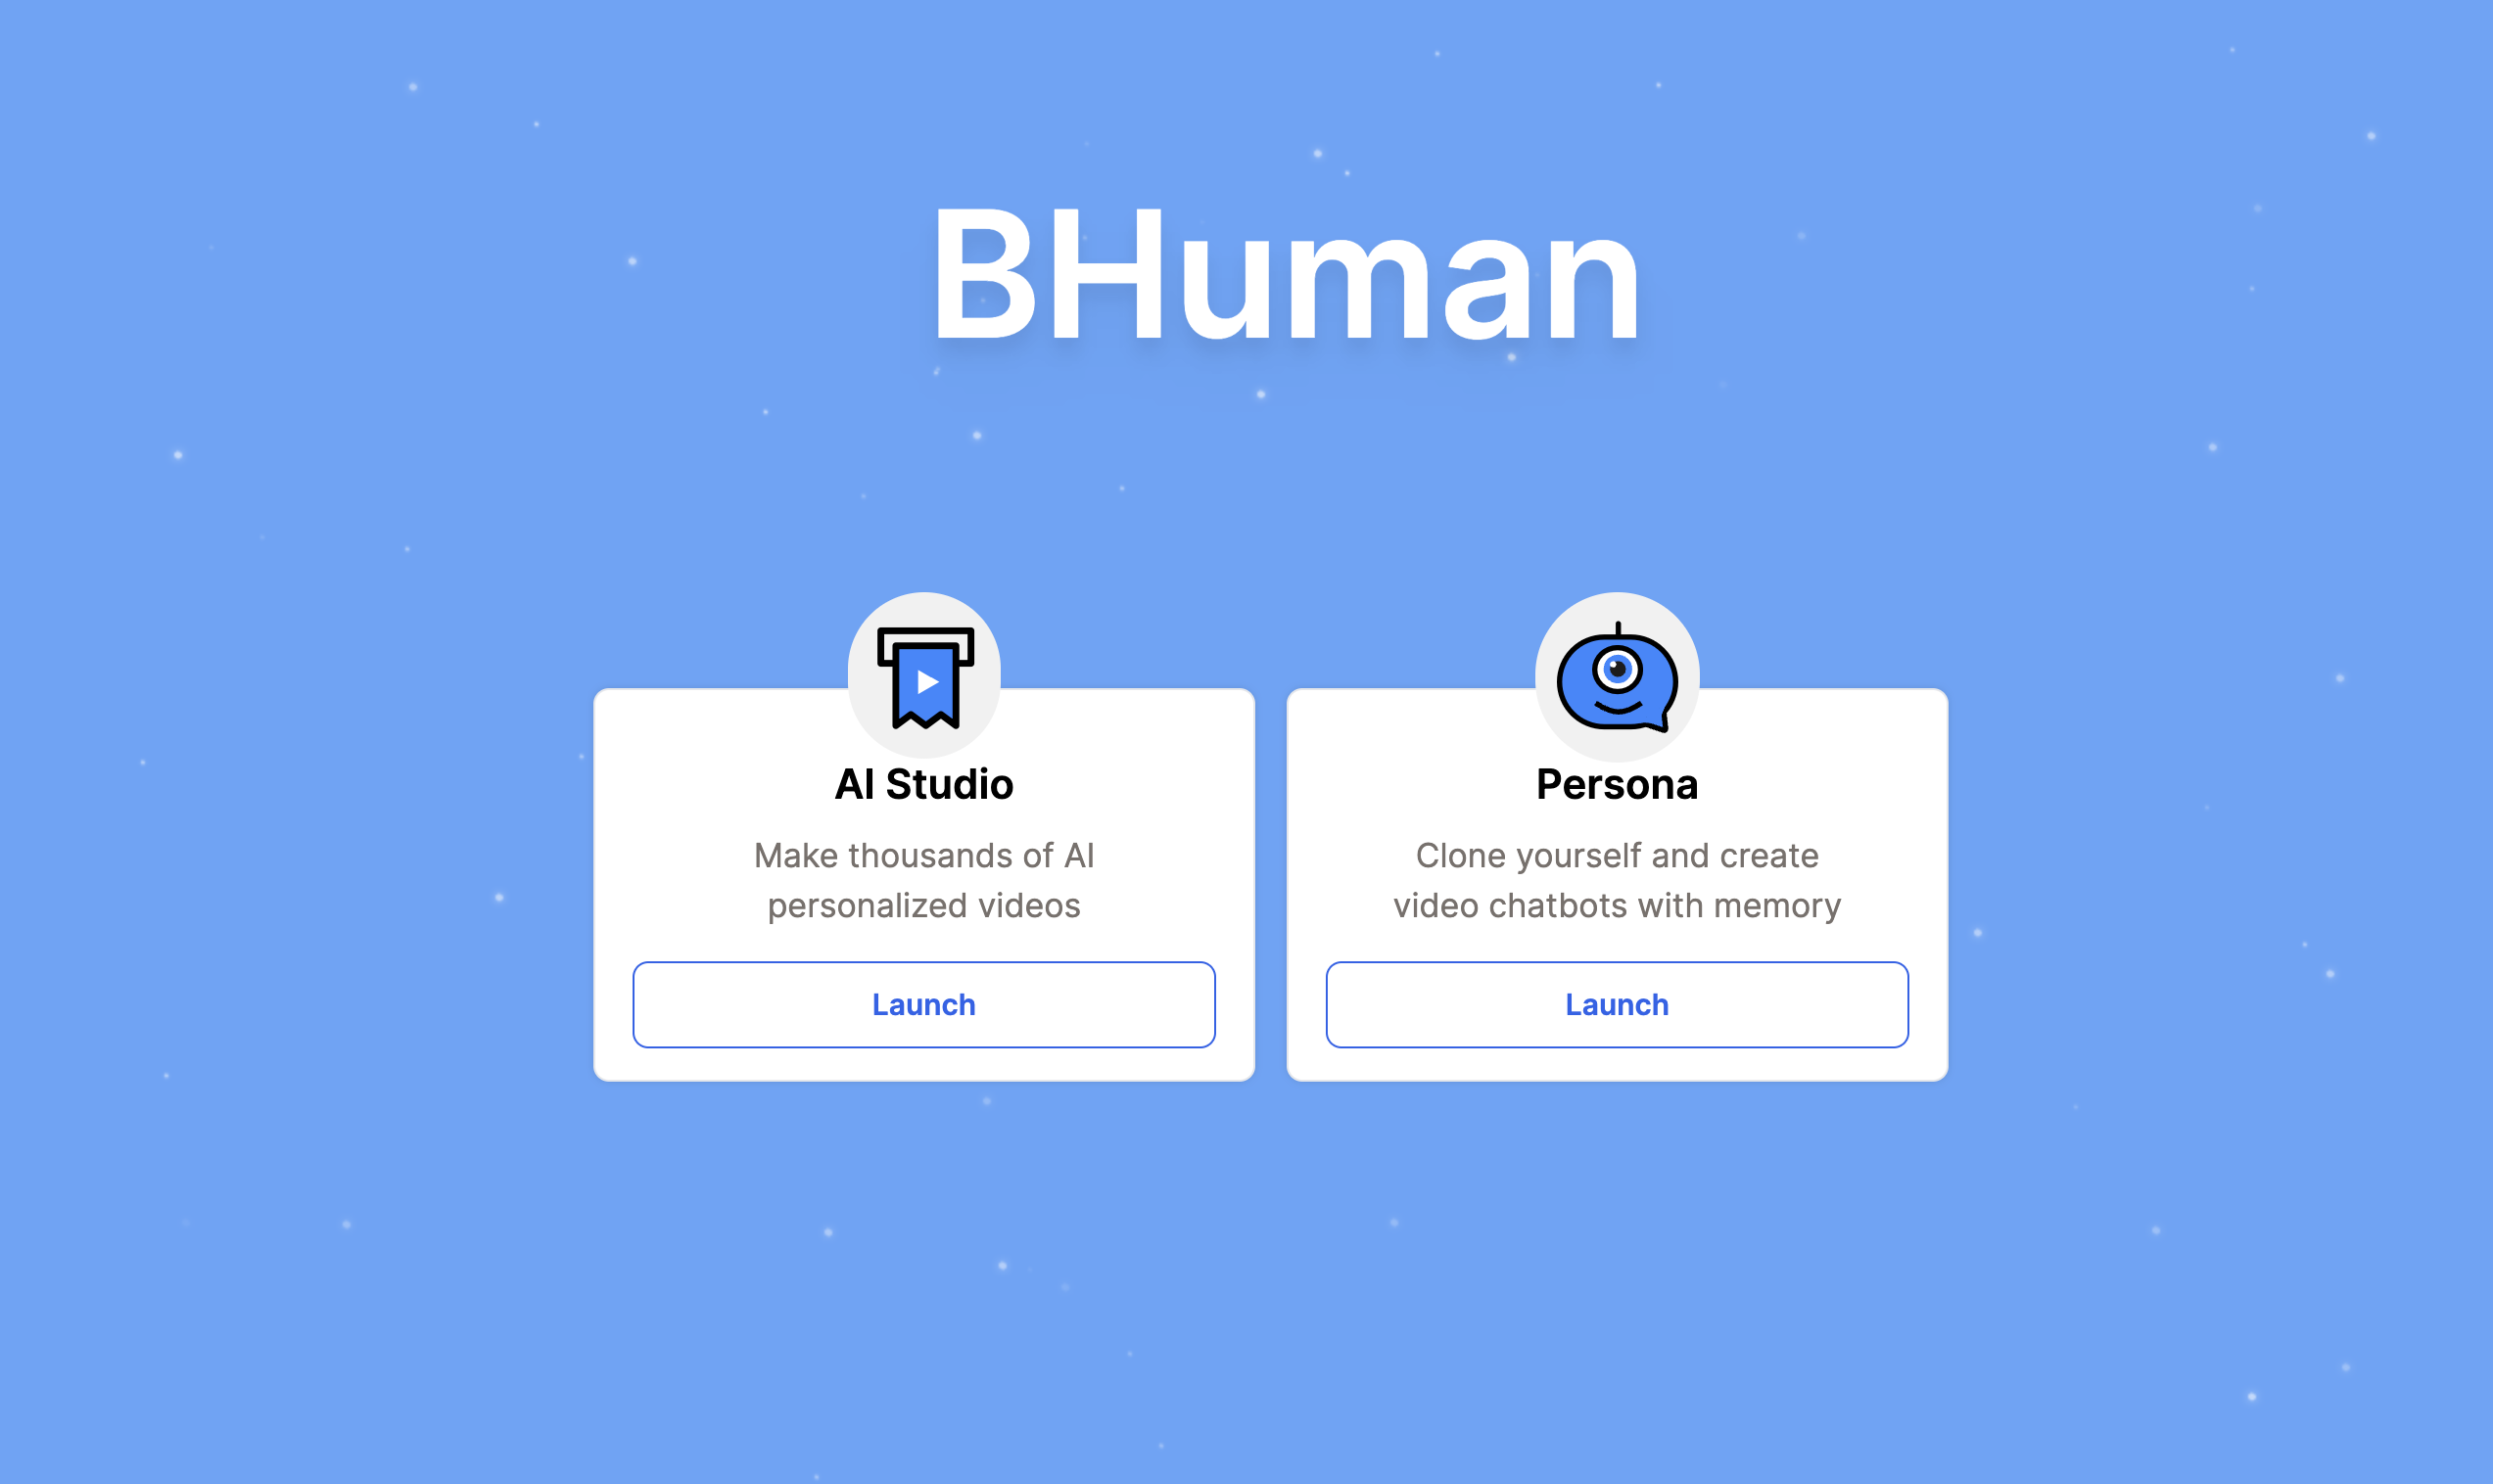 BHuman
AI Studio
Make thousands of AI
personalized videos
Launch
Persona
Clone yourself and create
video chatbots with memory
Launch